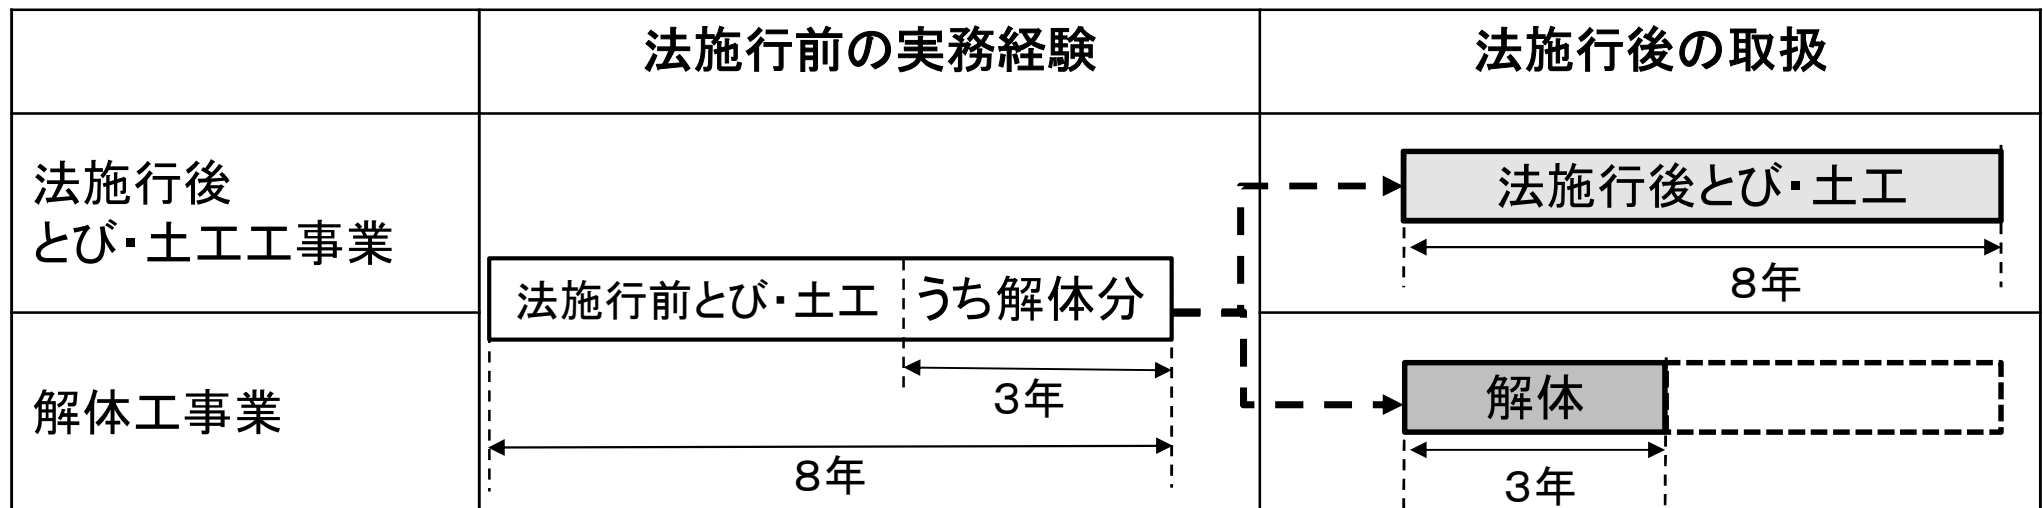 法施行前の実務経験
法施行後の取扱
法施行後
とび・土工工事業
法施行前とび・土工
うち解体分
3年
8年
法施行後とび・土工
8年
解体工事業
解体
3年